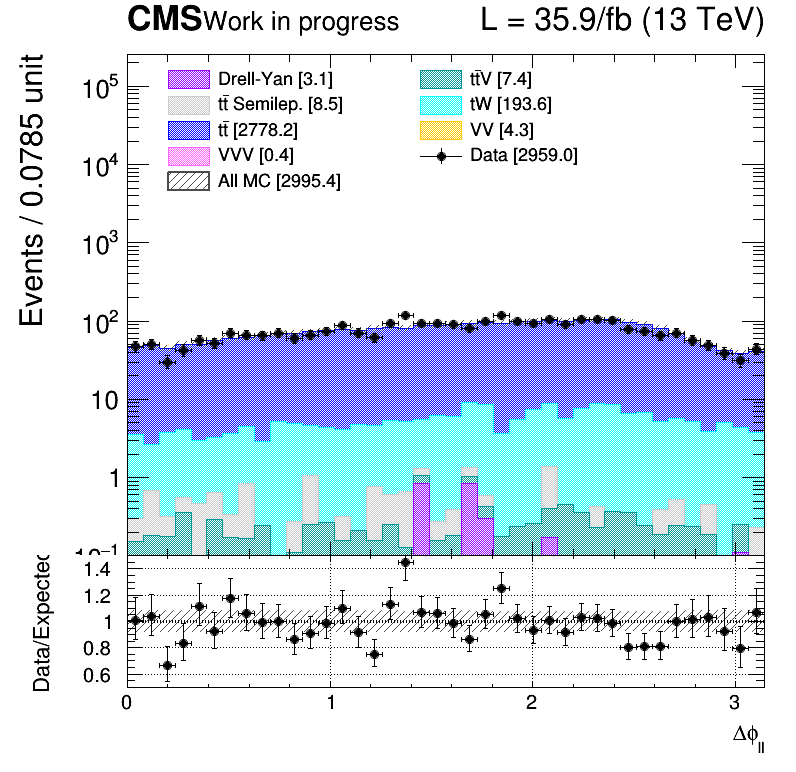 CMS Work in progress L = 35.9/fb (13 TeV)
Events / 0.0785 unit
10⁵
10⁴
10³
10²
10
1
10⁻¹
Drell-Yan [3.1]
tt̄ Semilep. [8.5]
tt̄ [2778.2]
VVV [0.4]
All MC [2995.4]
tt̄V [7.4]
tW [193.6]
VV [4.3]
Data [2959.0]
Data/Expected
1.4
1.2
1
0.8
0.6
0 1 2 3
Δϕ_ll